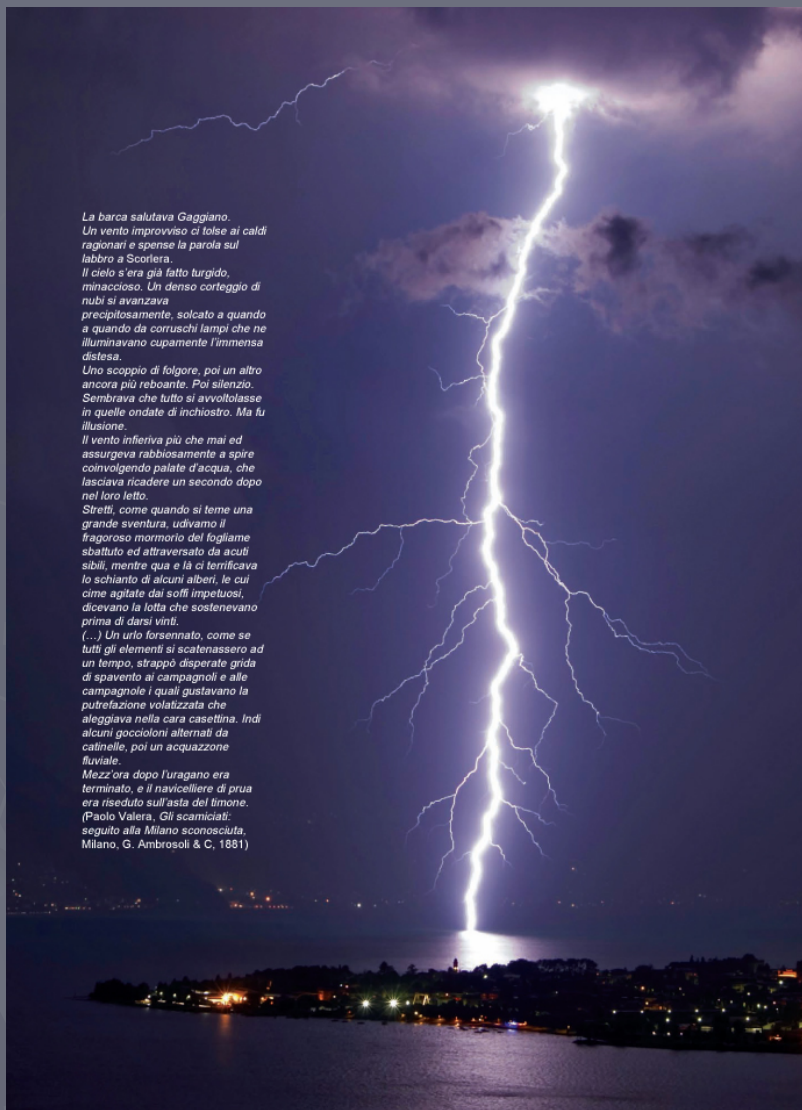 La barca salutava Gaggiano.
Un vento improvviso ci tolse ai caldi
ragionari e spense la parola sul
labbro a Scorlera.
Il cielo s'era già fatto turgido,
minaccioso. Un denso corteggio di
nubi si avanzava
precipitosamente, solcato a quando
a quando da corruschi lampi che ne
illuminavano cupamente l'immensa
distesa.
Uno scoppio di folgore, poi un altro
ancora più reboante. Poi silenzio.
Sembrava che tutto si avvoltolasse
in quelle ondate di inchiostro. Ma fu
illusione.
Il vento infieriva più che mai ed
assurgeva rabbiosamente a spire
coinvolgendo palate d'acqua, che
lasciava ricadere un secondo dopo
nel loro letto.
Stretti, come quando si teme una
grande sventura, udivamo il
fragoroso mormorio del fogliame
sbattuto ed attraversato da acuti
sibili, mentre qua e là ci terrificava
lo schianto di alcuni alberi, le cui
cime agitate dai soffi impetuosi,
dicevano la lotta che sostenevano
prima di darsi vinti.
(…) Un urlo forsennato, come se
tutti gli elementi si scatenassero ad
un tempo, strappò disperate grida
di spavento ai campagnoli e alle
campagnole i quali gustavano la
putrefazione volatizzata che
aleggiava nella cara casettina. Indi
alcuni goccioloni alternati da
catinelle, poi un acquazzone
fluviale.
Mezz'ora dopo l'uragano era
terminato, e il navicelliere di prua
era riseduto sull'asta del timone.
(Paolo Valera, Gli scamiciati:
seguito alla Milano sconosciuta,
Milano, G. Ambrosoli & C, 1881)